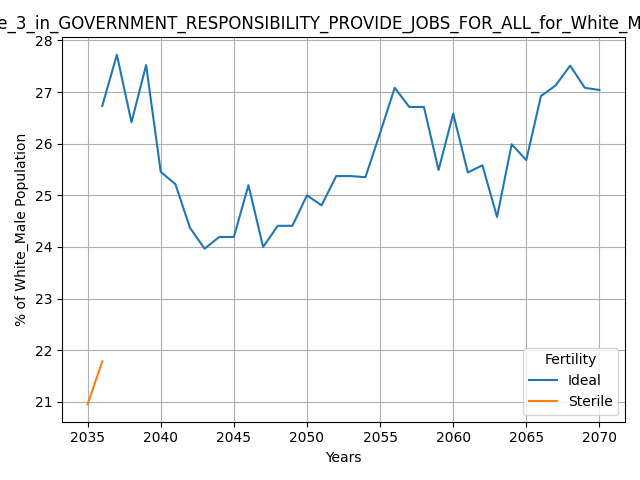 e_3_in_GOVERNMENT_RESPONSIBILITY_PROVIDE_JOBS_FOR_ALL_for_White_M
28
27
26
25
24
23
22
21
% of White_Male Population
2035 2040 2045 2050 2055 2060 2065 2070
Years
Fertility
Ideal
Sterile